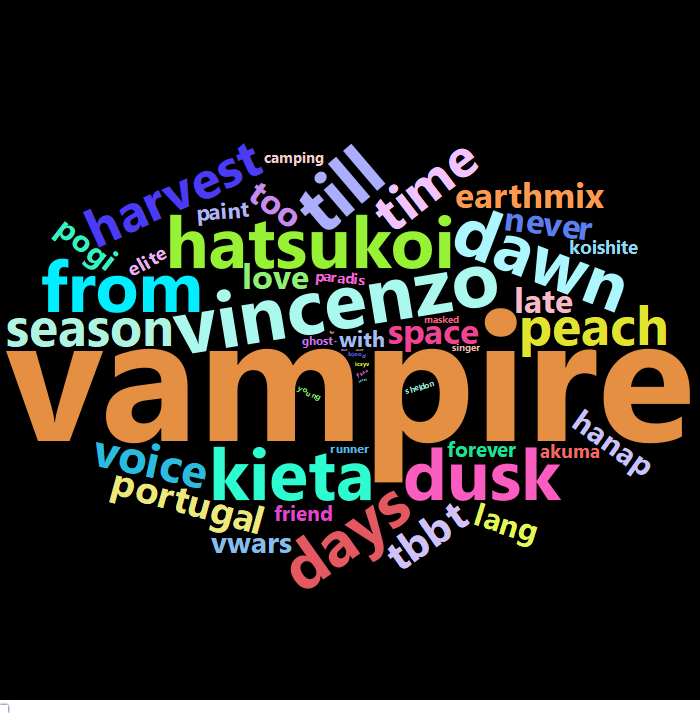 camping
harvest
till
time
too
paint
earthmix
never
pogi
elite
hatsukoi
dawn
koishite
love
paradis
from
vincenzo
late
season
masked
peach
ghost
with
space
singer
blood
icsyv
vampire
young
sheldon
voice
runner
forever
akuma
hanap
kieta
dusk
portugal
friend
days
tbbt
lang
vwars